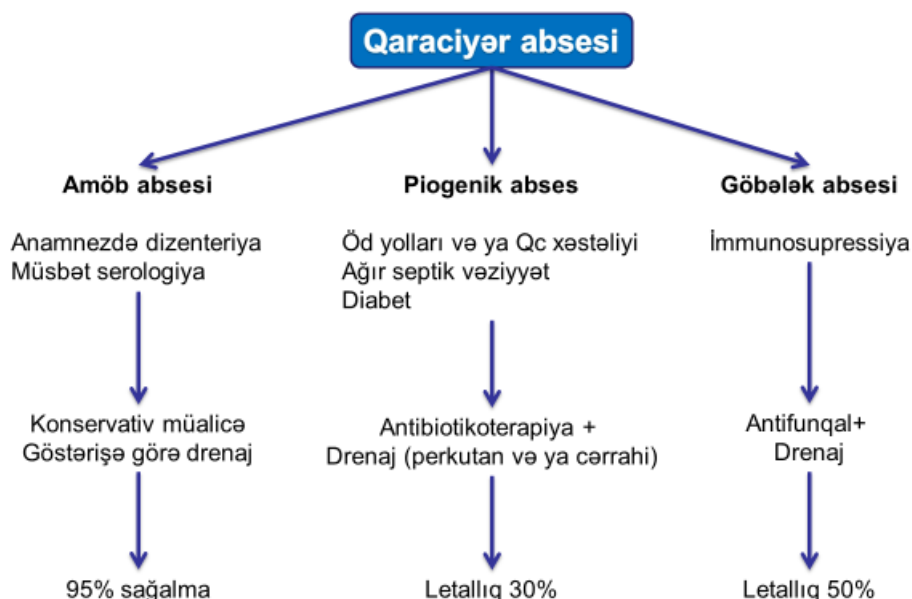 Qaraciyər absesi
Amöb absesi
Anamnezdə dizenteriya
Müsbət serologiya
Konservativ müalicə
Göstərişə görə drenaj
95% sağalma
Piogenik abses
Öd yolları və ya Qc xəstəliyi
Ağır septik vəziyyət
Diabet
Antibiotikoterapiya +
Drenaj (perkutan və ya cərrahi)
Letallıq 30%
Göbələk absesi
İmmunosupressiya
Antifunqal+
Drenaj
Letallıq 50%